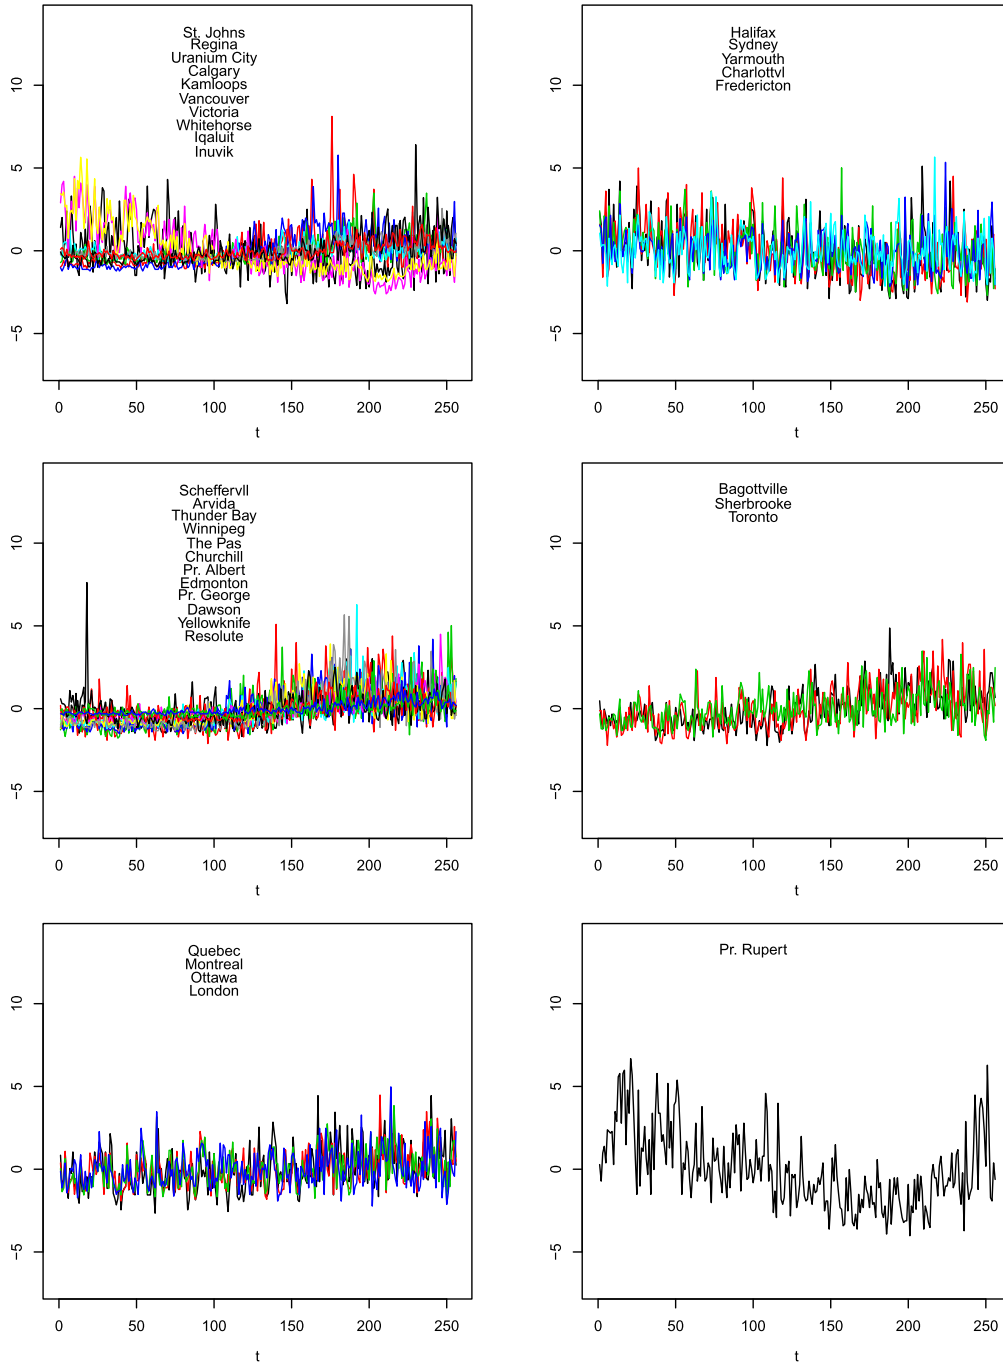 St. Johns
Regina
Uranium City
Calgary
Kamloops
Vancouver
Victoria
Whitehorse
Iqaluit
Inuvik
10
5
0
−5
0 50 100 150 200 250
t
Halifax
Sydney
Yarmouth
Charlottvl
Fredericton
10
5
0
−5
0 50 100 150 200 250
t
Scheffervll
Arvida
Thunder Bay
Winnipeg
The Pas
Churchill
Pr. Albert
Edmonton
Pr. George
Dawson
Yellowknife
Resolute
10
5
0
−5
0 50 100 150 200 250
t
Bagottville
Sherbrooke
Toronto
10
5
0
−5
0 50 100 150 200 250
t
Quebec
Montreal
Ottawa
London
10
5
0
−5
0 50 100 150 200 250
t
Pr. Rupert
10
5
0
−5
0 50 100 150 200 250
t